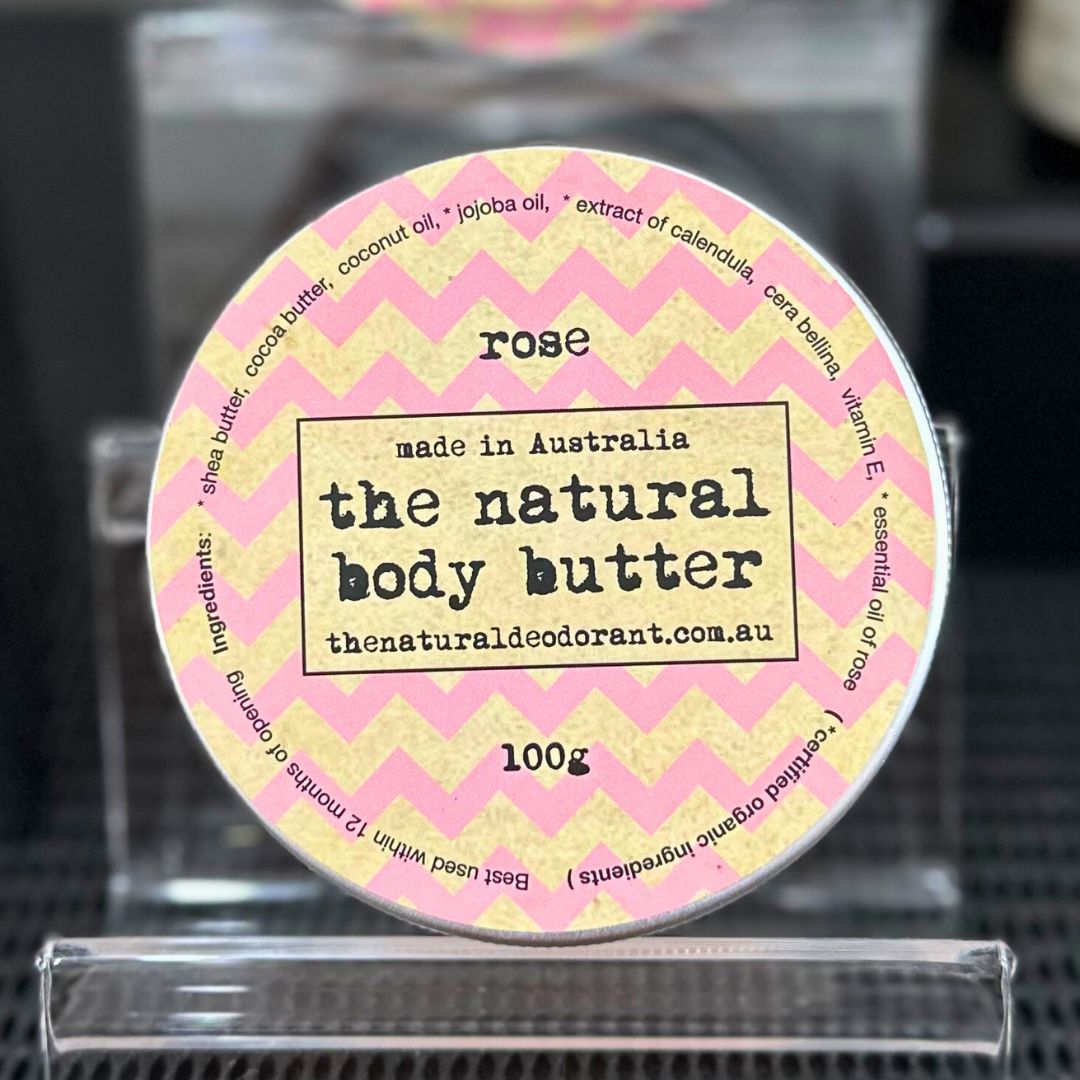 rose
made in Australia
the natural
body butter
thenaturaldeodorant.com.au
100g
Ingredients: * shea butter, cocoa butter, coconut oil, * jojoba oil, * extract of calendula, cera bellina, vitamin E, * essential oil of rose (*certified organic ingredients) Best used within 12 months of opening